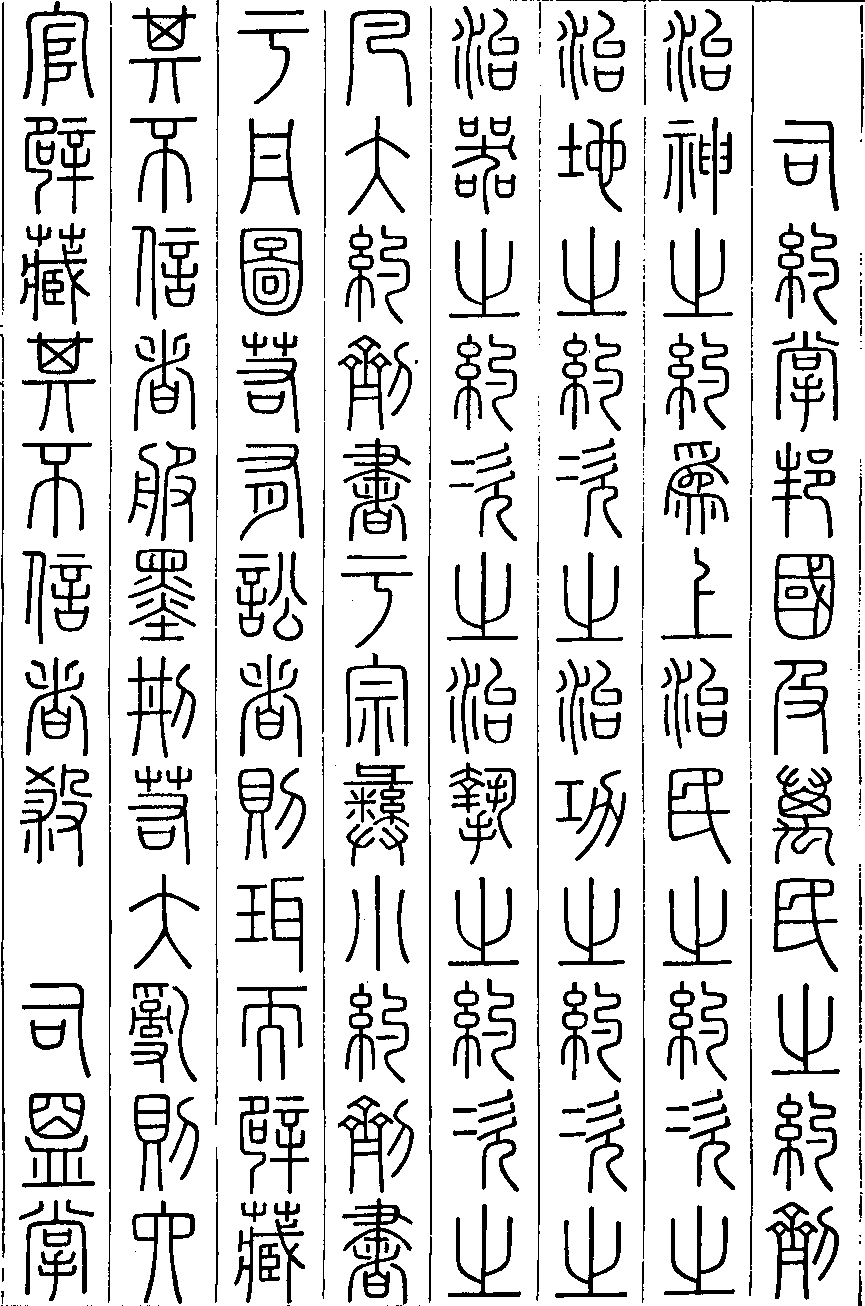 司約掌邦國及萬民之約劑
治神之約為上治民之約次之
治地之約次之治功之約次之
治器之約次之治摯之約次之
凡大約劑書于宗彝小約劑書
于丹圖若有訟者則珥而辟藏
其不信者服墨刑若大亂則六
官辟藏其不信者殺　司盟掌